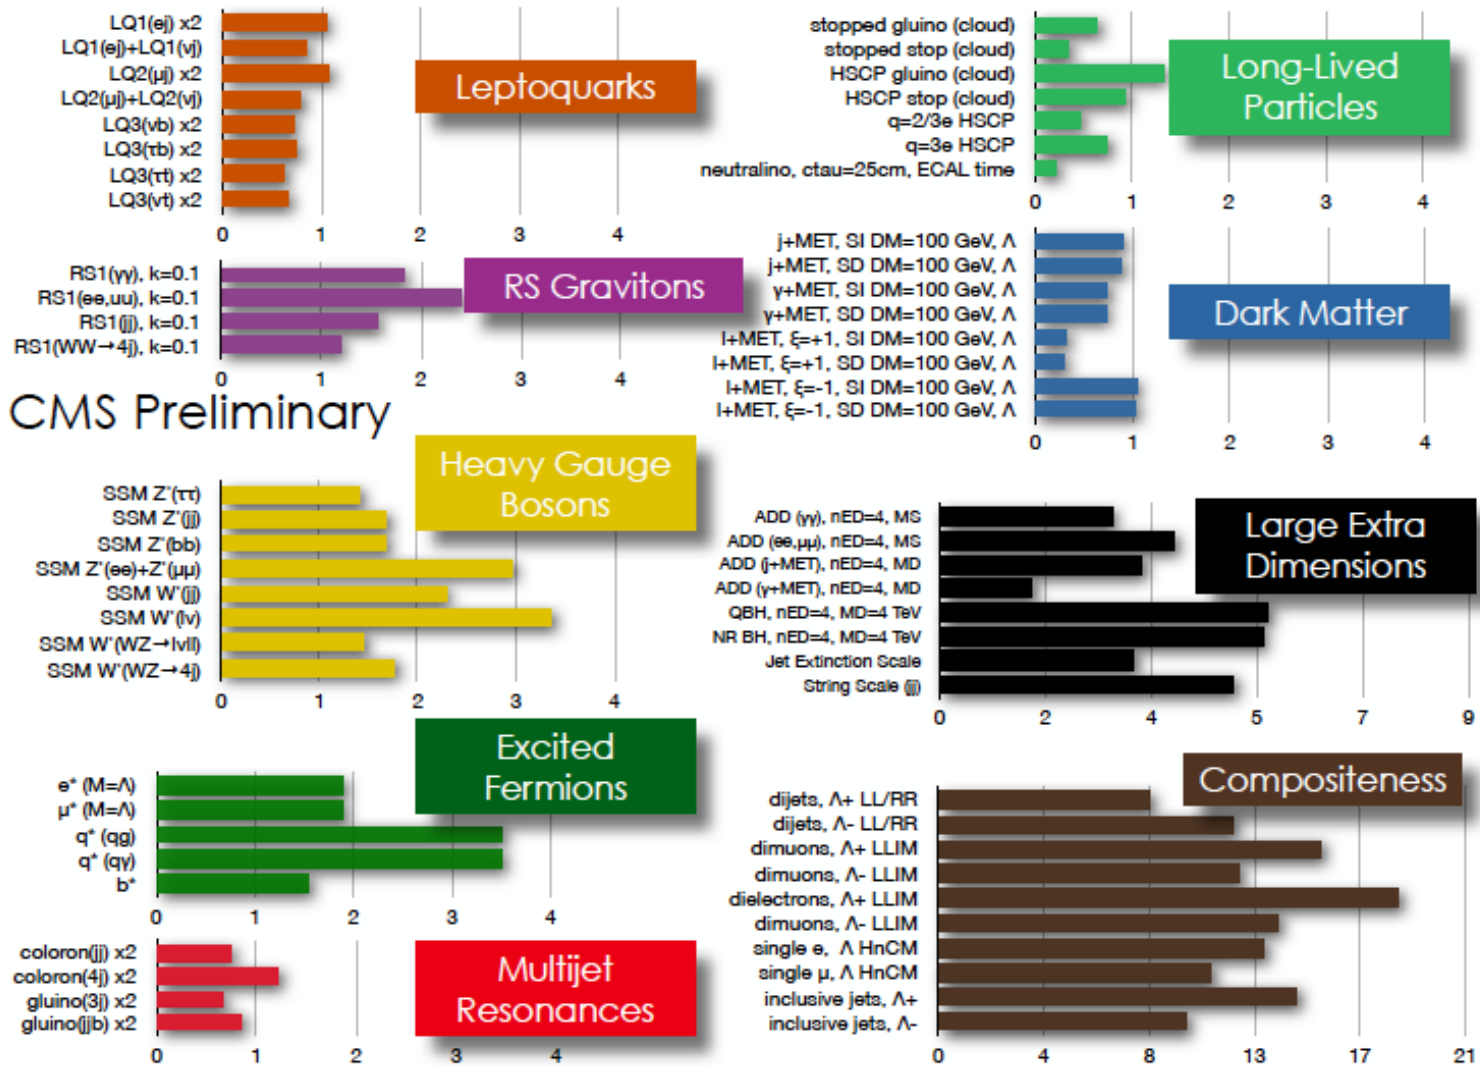 LQ1(ej) x2
LQ1(ej)+LQ1(νj)
LQ2(μj) x2
LQ2(μj)+LQ2(νj)
LQ3(νb) x2
LQ3(τb) x2
LQ3(τt) x2
LQ3(vt) x2
0 1 2 3 4
Leptoquarks
RS1(γγ), k=0.1
RS1(ee,uu), k=0.1
RS1(jj), k=0.1
RS1(WW→4j), k=0.1
0 1 2 3 4
RS Gravitons
CMS Preliminary
SSM Z'(ττ)
SSM Z'(jj)
SSM Z'(bb)
SSM Z'(ee)+Z'(μμ)
SSM W'(jj)
SSM W'(lv)
SSM W'(WZ→lvll)
SSM W'(WZ→4j)
0 1 2 3 4
Heavy Gauge
Bosons
e* (M=Λ)
μ* (M=Λ)
q* (qg)
q* (qγ)
b*
0 1 2 3 4
Excited
Fermions
coloron(jj) x2
coloron(4j) x2
gluino(3j) x2
gluino(jjb) x2
0 1 2 3 4
Multijet
Resonances
stopped gluino (cloud)
stopped stop (cloud)
HSCP gluino (cloud)
HSCP stop (cloud)
q=2/3e HSCP
q=3e HSCP
neutralino, ctau=25cm, ECAL time
0 1 2 3 4
Long-Lived
Particles
j+MET, SI DM=100 GeV, Λ
j+MET, SD DM=100 GeV, Λ
γ+MET, SI DM=100 GeV, Λ
γ+MET, SD DM=100 GeV, Λ
l+MET, ξ=+1, SI DM=100 GeV, Λ
l+MET, ξ=+1, SD DM=100 GeV, Λ
l+MET, ξ=-1, SI DM=100 GeV, Λ
l+MET, ξ=-1, SD DM=100 GeV, Λ
0 1 2 3 4
Dark Matter
ADD (γγ), nED=4, MS
ADD (ee,μμ), nED=4, MS
ADD (j+MET), nED=4, MD
ADD (γ+MET), nED=4, MD
QBH, nED=4, MD=4 TeV
NR BH, nED=4, MD=4 TeV
Jet Extinction Scale
String Scale (jj)
0 2 4 5 7 9
Large Extra
Dimensions
dijets, Λ+ LL/RR
dijets, Λ- LL/RR
dimuons, Λ+ LLIM
dimuons, Λ- LLIM
dielectrons, Λ+ LLIM
dimuons, Λ- LLIM
single e, Λ HnCM
single μ, Λ HnCM
inclusive jets, Λ+
inclusive jets, Λ-
0 4 8 13 17 21
Compositeness